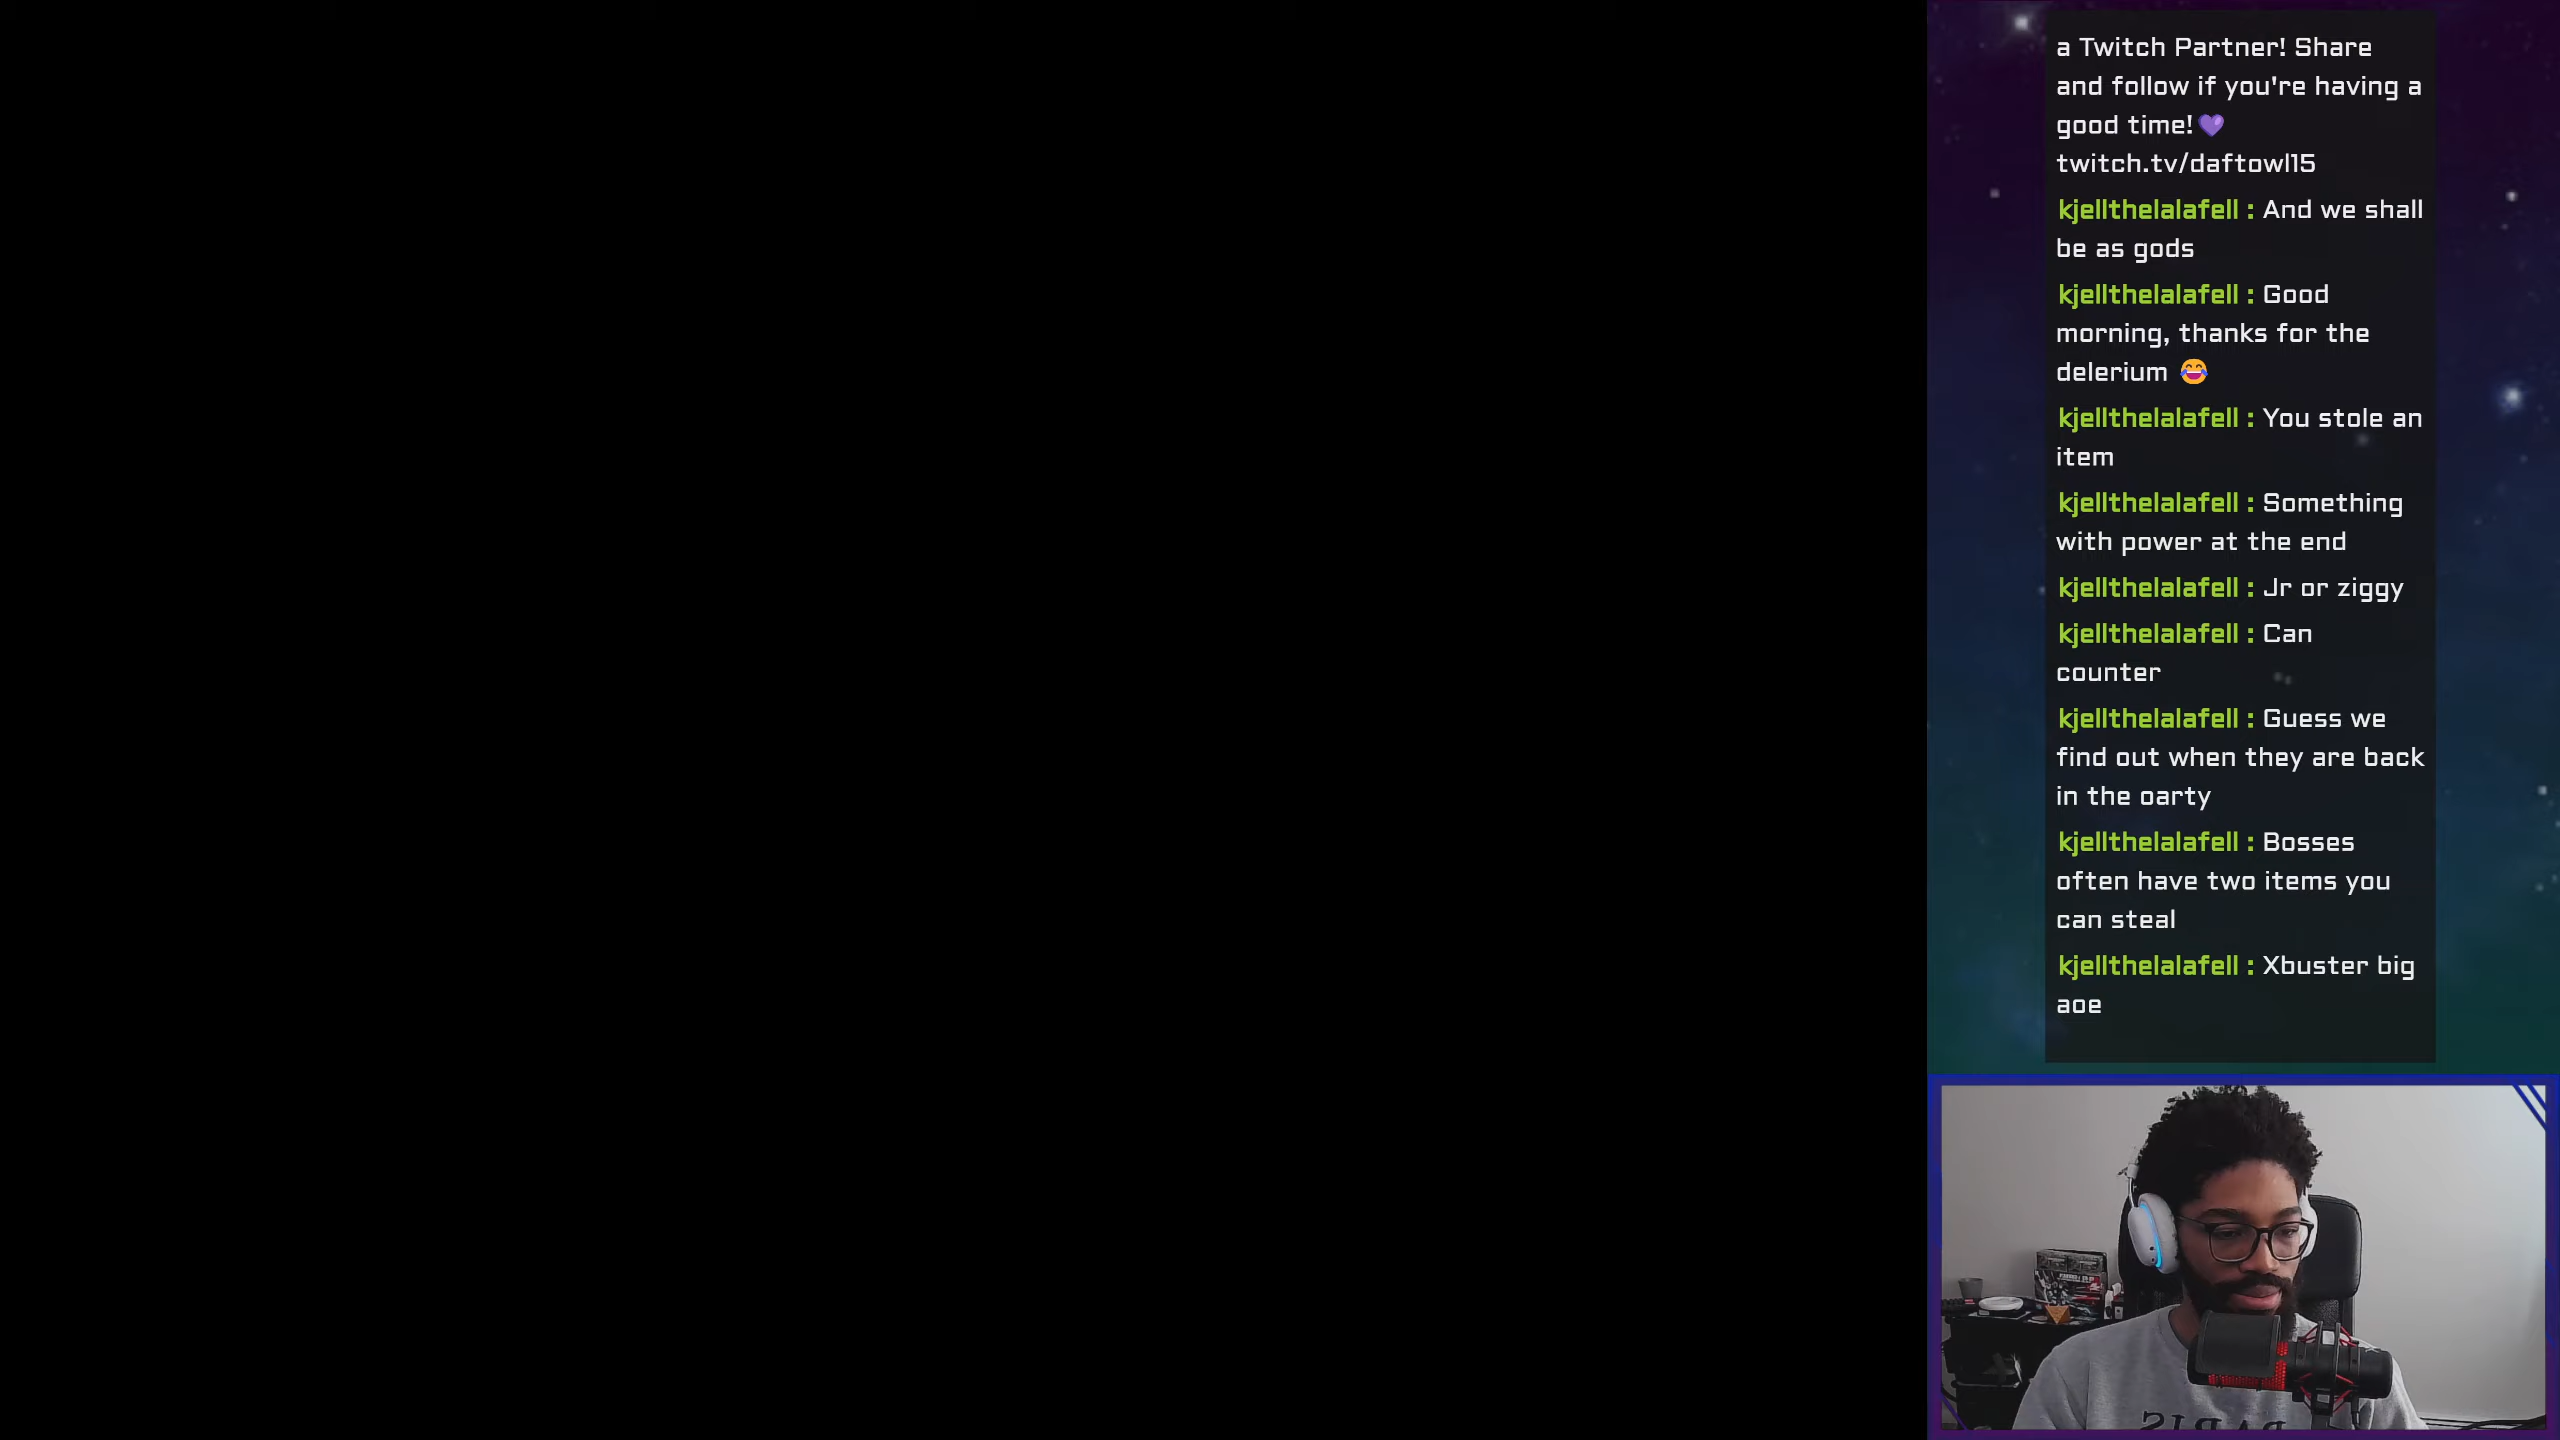 a Twitch Partner! Share
and follow if you're having a
good time!💜
twitch.tv/daftowl15
kjellthelalafell : And we shall
be as gods
kjellthelalafell : Good
morning, thanks for the
delerium 😂
kjellthelalafell : You stole an
item
kjellthelalafell : Something
with power at the end
kjellthelalafell : Jr or ziggy
kjellthelalafell : Can
counter
kjellthelalafell : Guess we
find out when they are back
in the oarty
kjellthelalafell : Bosses
often have two items you
can steal
kjellthelalafell : Xbuster big
aoe
PARIS